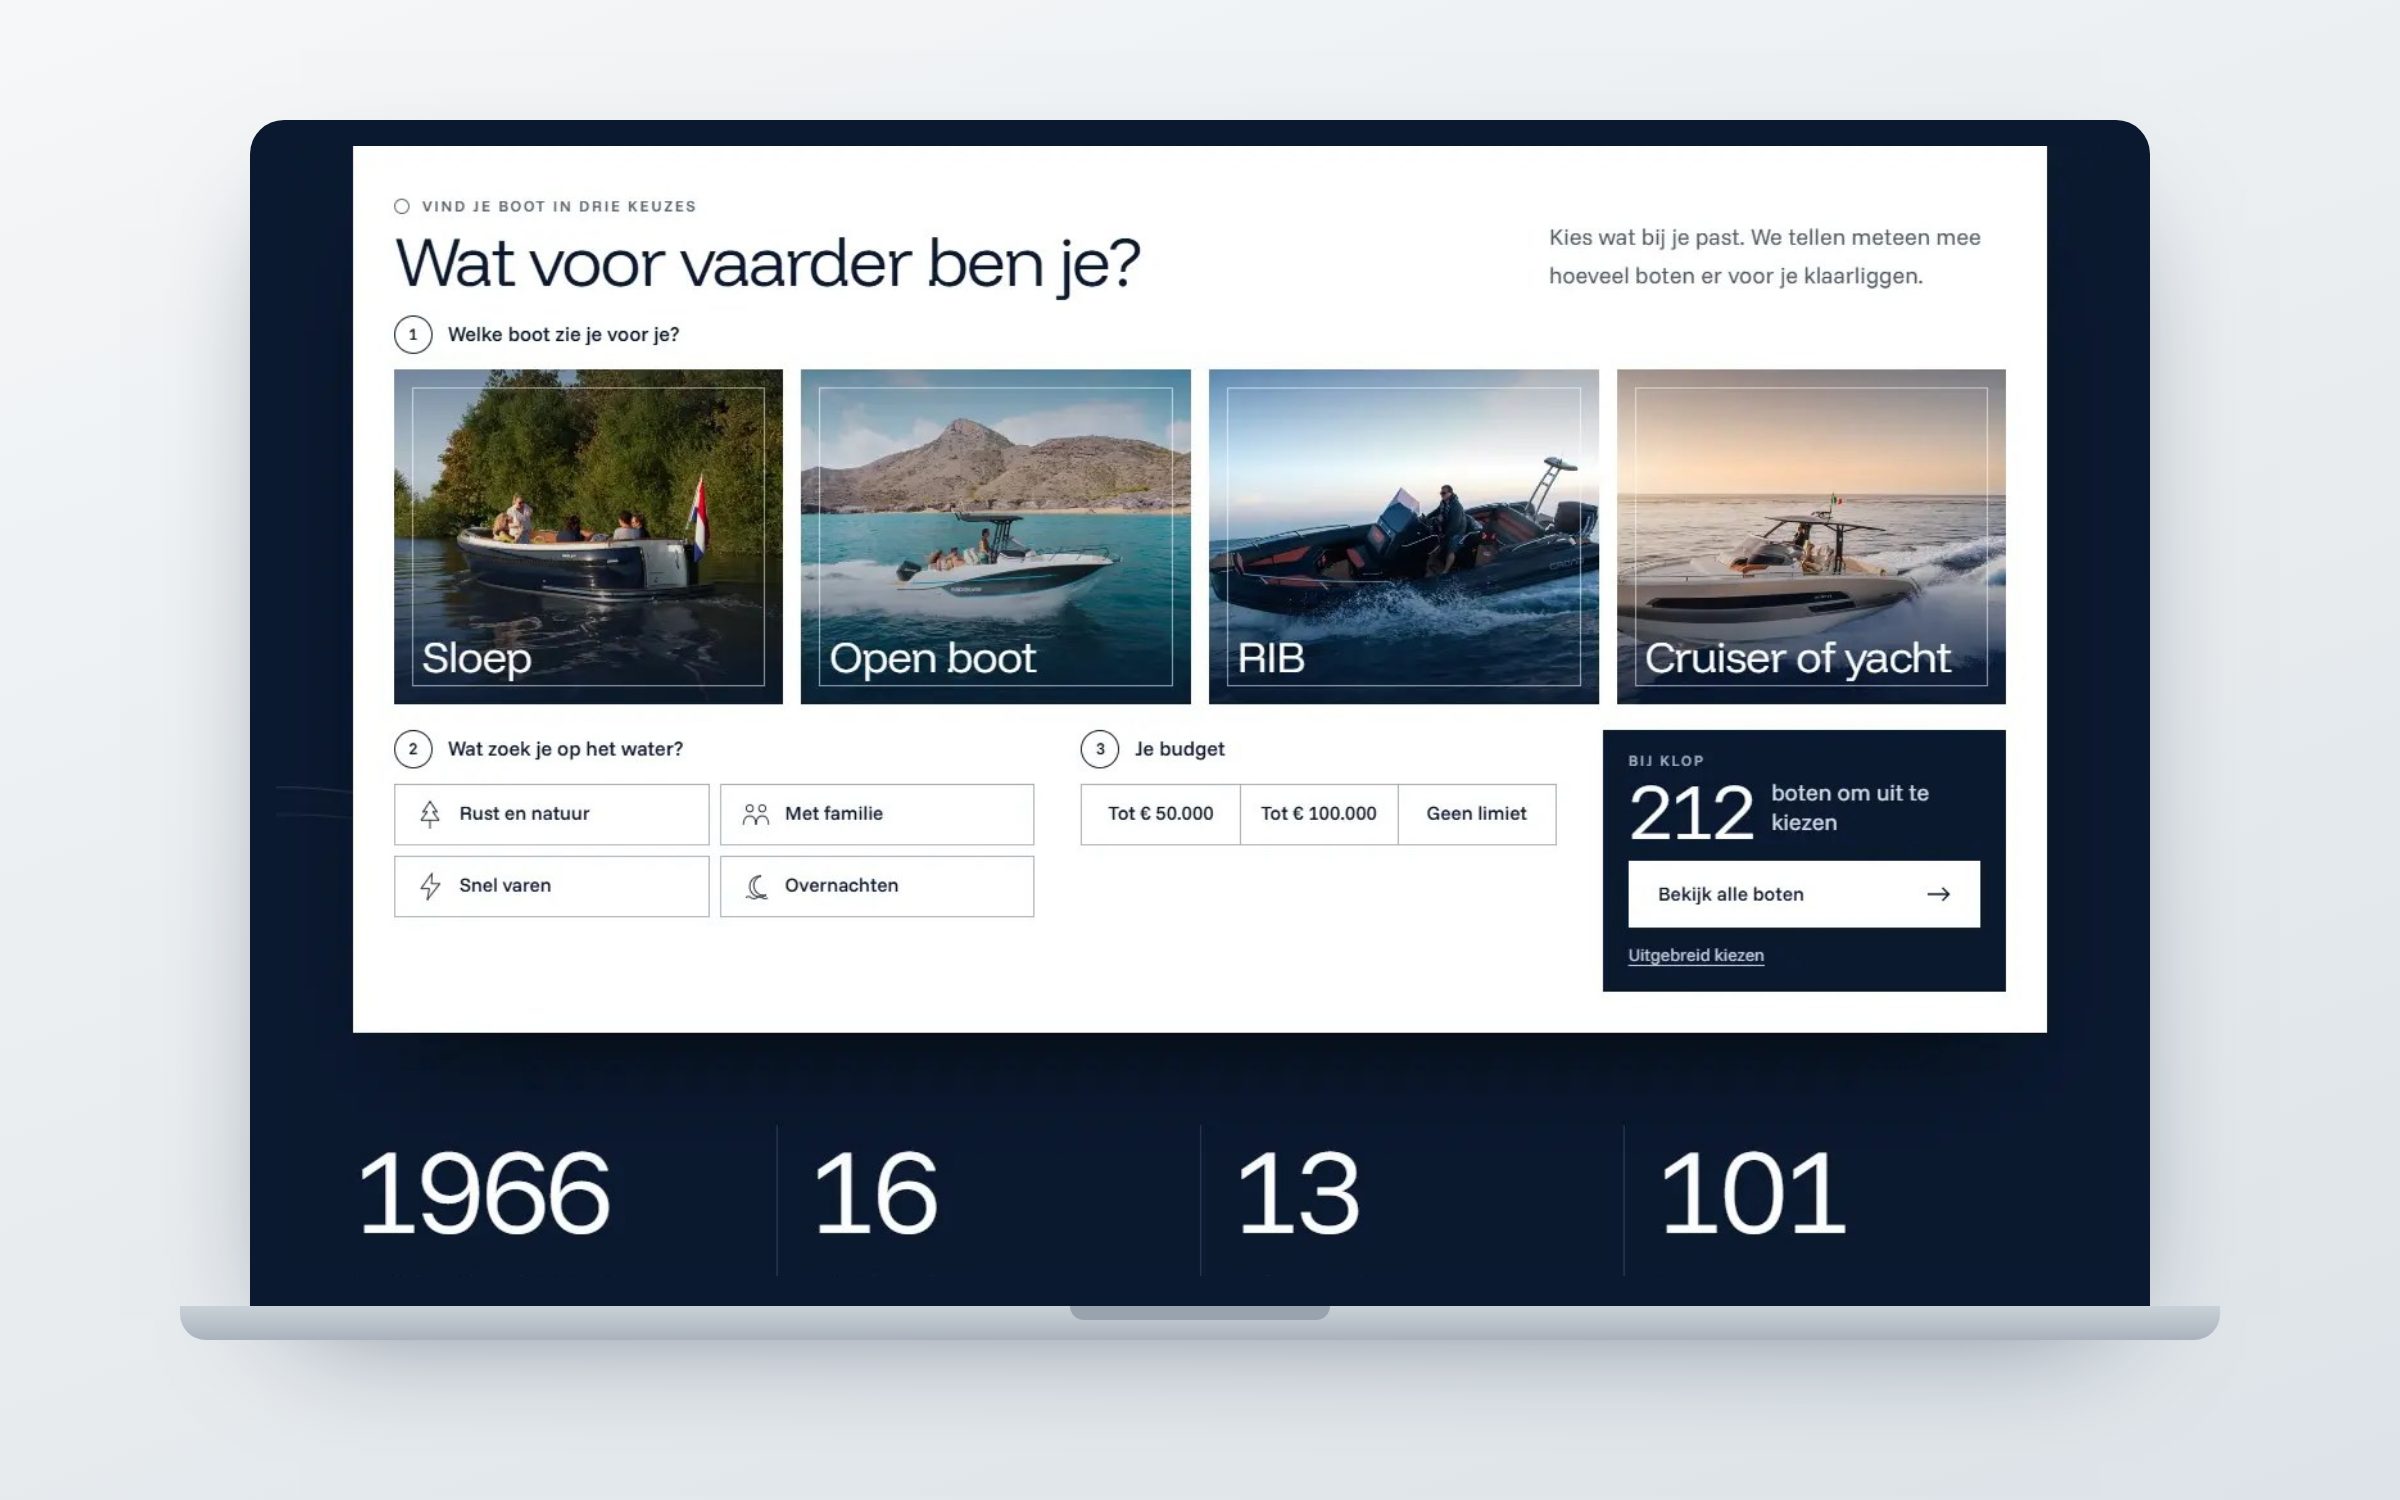 VIND JE BOOT IN DRIE KEUZES
Wat voor vaarder ben je?
Kies wat bij je past. We tellen meteen mee
hoeveel boten er voor je klaarliggen.
1 Welke boot zie je voor je?
Sloep
Open boot
RIB
Cruiser of yacht
2 Wat zoek je op het water?
Rust en natuur
Met familie
Snel varen
Overnachten
3 Je budget
Tot € 50.000
Tot € 100.000
Geen limiet
BIJ KLOP
212 boten om uit te
kiezen
Bekijk alle boten
Uitgebreid kiezen
1966
16
13
101